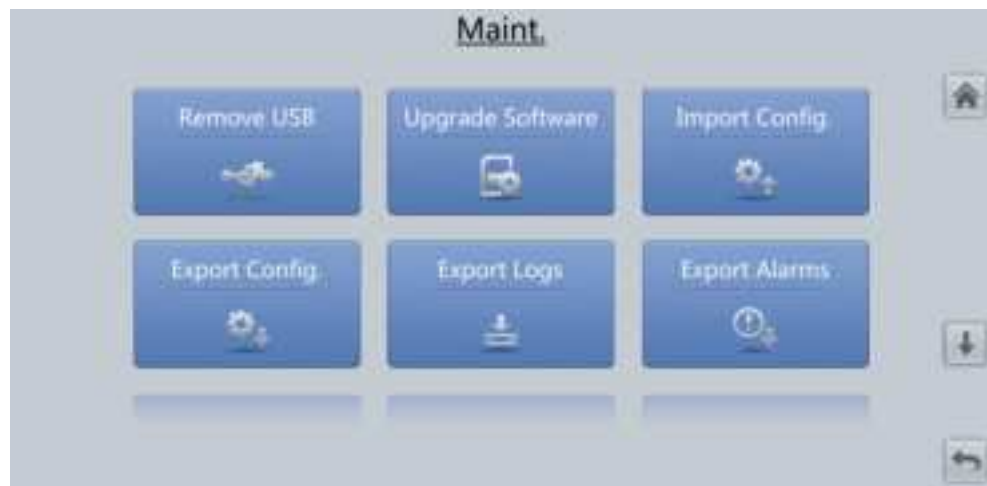 Maint.
Remove USB
Upgrade Software
Import Config.
Export Config.
Export Logs
Export Alarms